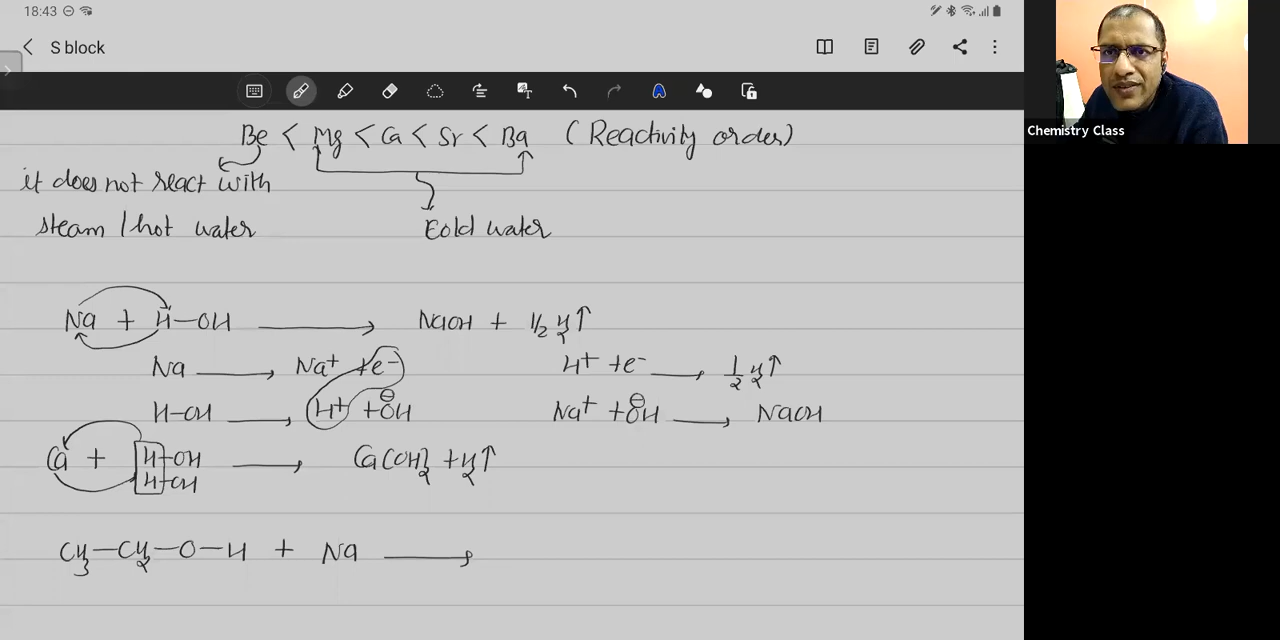 18:43
S block
Chemistry Class
Be < Mg < Ca < Sr < Ba (Reactivity order)
it does not react with
steam / hot water
Cold water
Na + H-OH ⟶ NaOH + 1/2 H₂↑
Na ⟶ Na⁺ + e⁻
H⁺ + e⁻ ⟶ 1/2 H₂↑
H-OH ⟶ H⁺ + OH⊖
Na⁺ + OH⊖ ⟶ NaOH
Ca + H-OH ⟶ Ca(OH)₂ + H₂↑
H-OH
CH₃-CH₂-O-H + Na ⟶